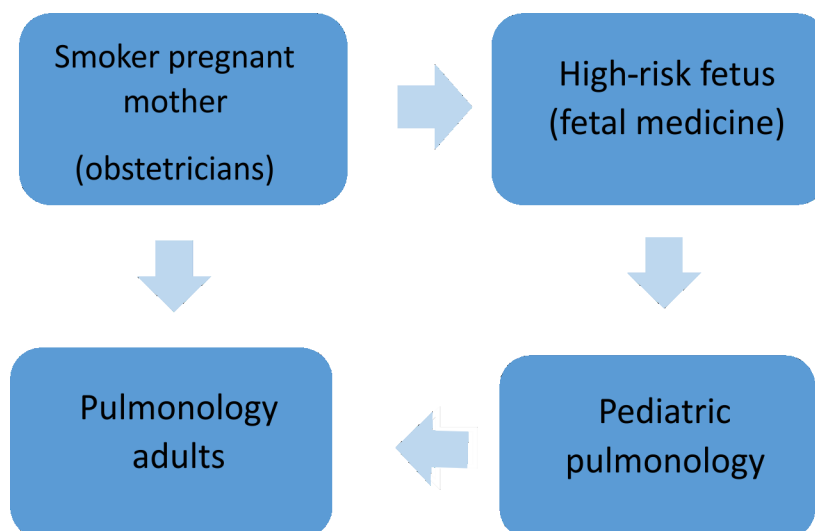 Smoker pregnant
mother
(obstetricians)
High-risk fetus
(fetal medicine)
Pulmonology
adults
Pediatric
pulmonology